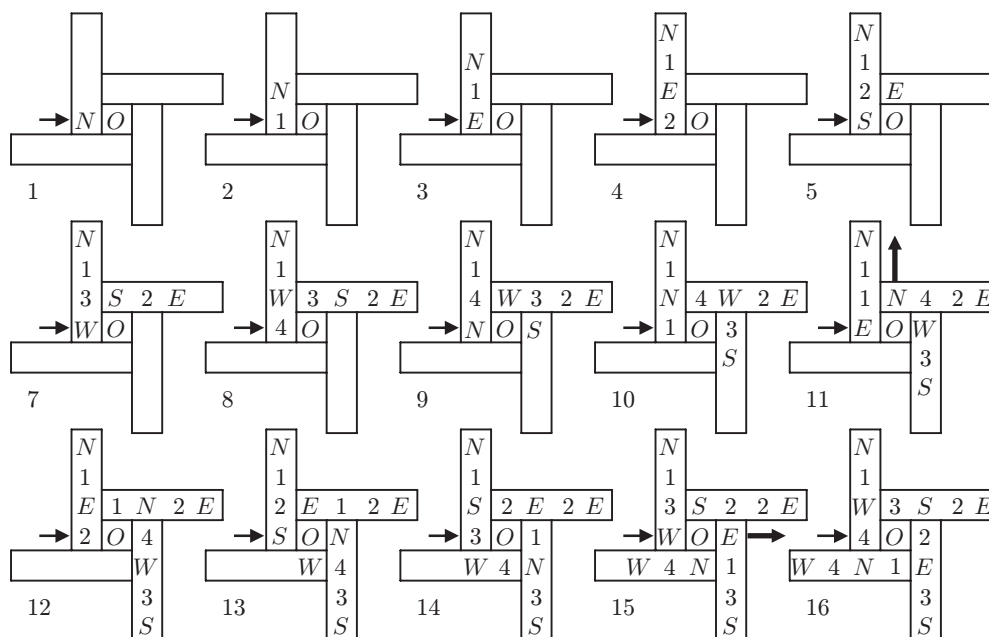 N N
N 1 1
N 1 E 2 E
N O 1 O E O 2 O S O
1 2 3 4 5
N N N N N
1 1 1 1 1
3 S 2 E W 3 S 2 E 4 W 3 2 E N 4 W 2 E 1 N 4 2 E
W O 4 O N O S 1 O 3 E O W
S 3
S
7 8 9 10 11
N N N N N
1 1 1 1 1
E 1 N 2 E 2 E 1 2 E S 2 E 2 E 3 S 2 2 E W 3 S 2 E
2 O 4 S O N 3 O 1 W O E 4 O 2
W W 4 W 4 N W 4 N 1 W 4 N 1 E
3 3 3 3 3
12 13 14 15 16
S S S S S